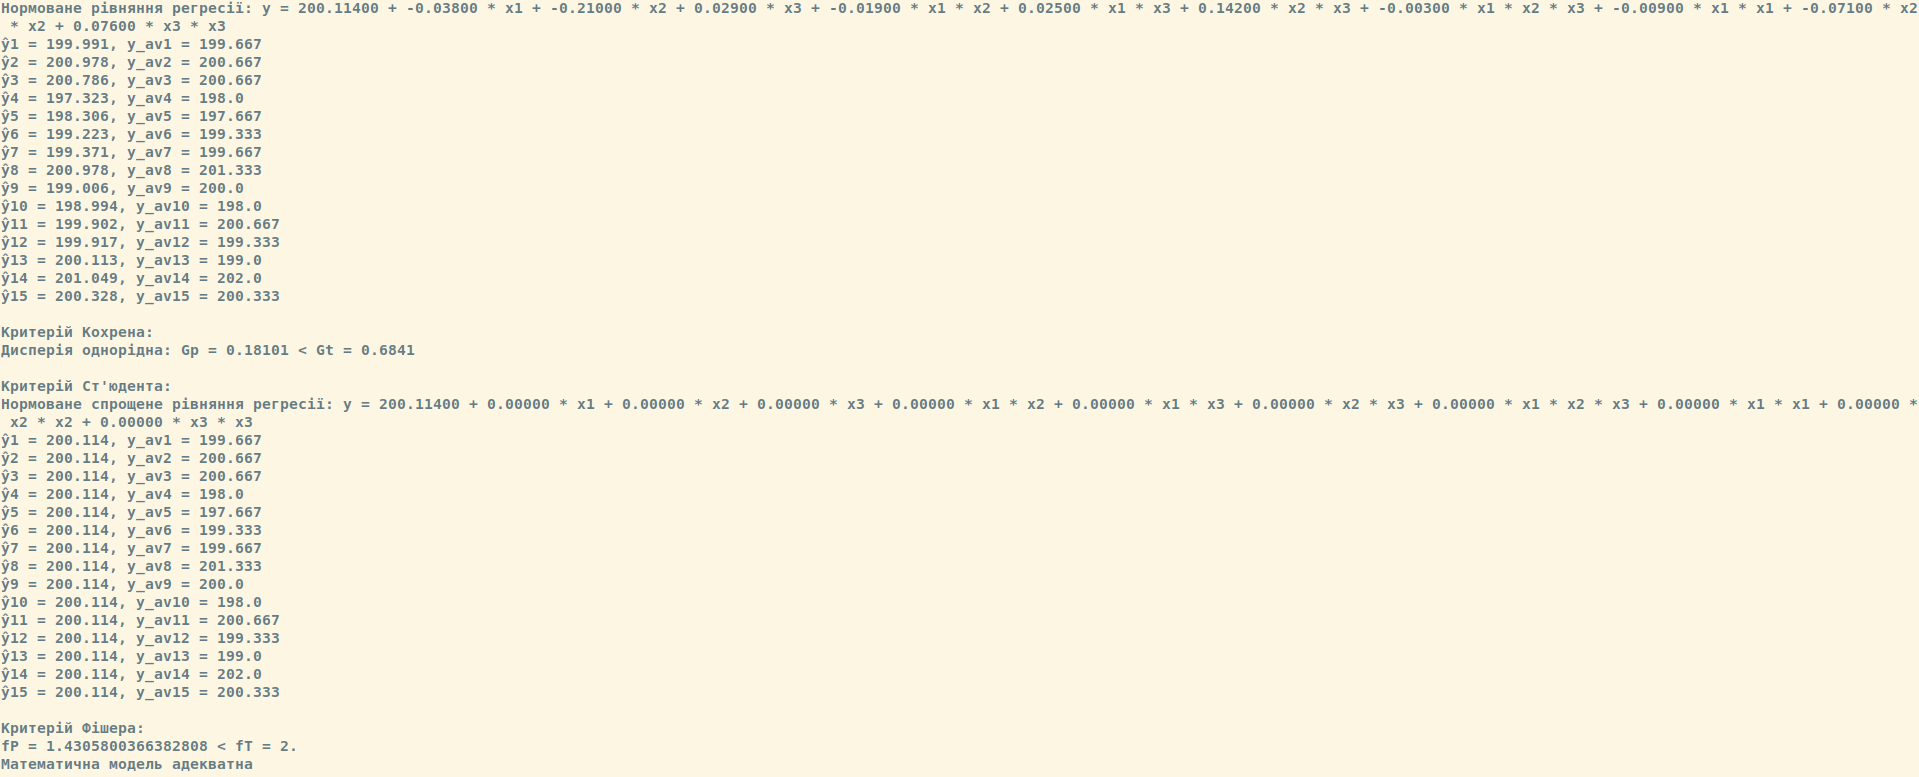 Нормоване рівняння регресії: y = 200.11400 + -0.03800 * x1 + -0.21000 * x2 + 0.02900 * x3 + -0.01900 * x1 * x2 + 0.02500 * x1 * x3 + 0.14200 * x2 * x3 + -0.00300 * x1 * x2 * x3 + -0.00900 * x1 * x1 + -0.07100 * x2
* x2 + 0.07600 * x3 * x3
ŷ1 = 199.991, y_av1 = 199.667
ŷ2 = 200.978, y_av2 = 200.667
ŷ3 = 200.786, y_av3 = 200.667
ŷ4 = 197.323, y_av4 = 198.0
ŷ5 = 198.306, y_av5 = 197.667
ŷ6 = 199.223, y_av6 = 199.333
ŷ7 = 199.371, y_av7 = 199.667
ŷ8 = 200.978, y_av8 = 201.333
ŷ9 = 199.006, y_av9 = 200.0
ŷ10 = 198.994, y_av10 = 198.0
ŷ11 = 199.902, y_av11 = 200.667
ŷ12 = 199.917, y_av12 = 199.333
ŷ13 = 200.113, y_av13 = 199.0
ŷ14 = 201.049, y_av14 = 202.0
ŷ15 = 200.328, y_av15 = 200.333
Критерій Кохрена:
Дисперія однорідна: Gp = 0.18101 < Gt = 0.6841
Критерій Ст'юдента:
Нормоване спрощене рівняння регресії: y = 200.11400 + 0.00000 * x1 + 0.00000 * x2 + 0.00000 * x3 + 0.00000 * x1 * x2 + 0.00000 * x1 * x3 + 0.00000 * x2 * x3 + 0.00000 * x1 * x2 * x3 + 0.00000 * x1 * x1 + 0.00000 *
x2 * x2 + 0.00000 * x3 * x3
ŷ1 = 200.114, y_av1 = 199.667
ŷ2 = 200.114, y_av2 = 200.667
ŷ3 = 200.114, y_av3 = 200.667
ŷ4 = 200.114, y_av4 = 198.0
ŷ5 = 200.114, y_av5 = 197.667
ŷ6 = 200.114, y_av6 = 199.333
ŷ7 = 200.114, y_av7 = 199.667
ŷ8 = 200.114, y_av8 = 201.333
ŷ9 = 200.114, y_av9 = 200.0
ŷ10 = 200.114, y_av10 = 198.0
ŷ11 = 200.114, y_av11 = 200.667
ŷ12 = 200.114, y_av12 = 199.333
ŷ13 = 200.114, y_av13 = 199.0
ŷ14 = 200.114, y_av14 = 202.0
ŷ15 = 200.114, y_av15 = 200.333
Критерій Фішера:
fP = 1.4305800366382808 < fT = 2.
Математична модель адекватна